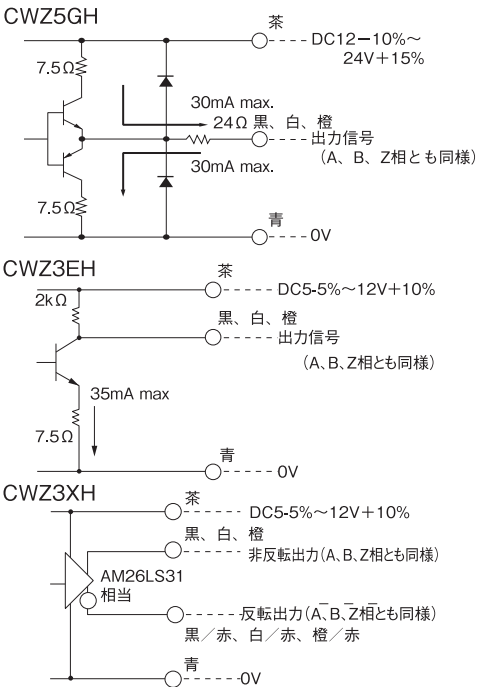 CWZ5GH
茶
DC12-10%～
24V+15%
7.5Ω
30mA max.
24Ω 黒、白、橙
出力信号
30mA max.
(A、B、Z相とも同様)
7.5Ω
青
0V
CWZ3EH
茶
DC5-5%～12V+10%
2kΩ
黒、白、橙
出力信号
(A、B、Z相とも同様)
35mA max
7.5Ω
青
0V
CWZ3XH
茶
DC5-5%～12V+10%
黒、白、橙
非反転出力(A、B、Z相とも同様)
AM26LS31
相当
反転出力(A̅、B̅、Z̅相とも同様)
黒／赤、白／赤、橙／赤
青
0V